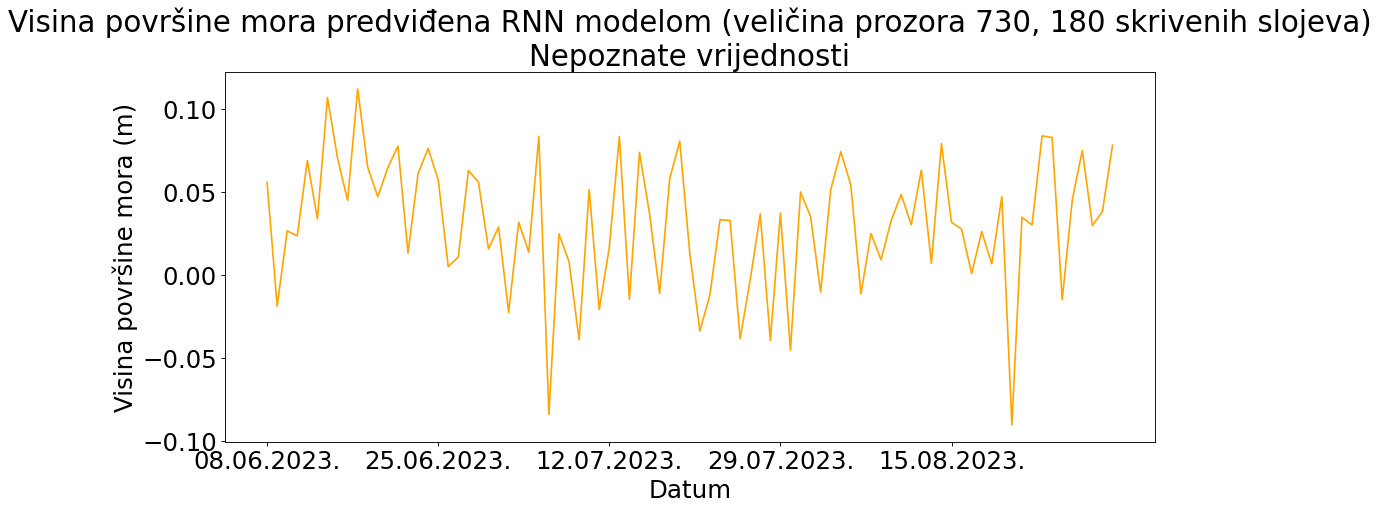 Visina površine mora predviđena RNN modelom (veličina prozora 730, 180 skrivenih slojeva)
Nepoznate vrijednosti
Visina površine mora (m)
0.10
0.05
0.00
−0.05
−0.10
08.06.2023. 25.06.2023. 12.07.2023. 29.07.2023. 15.08.2023.
Datum